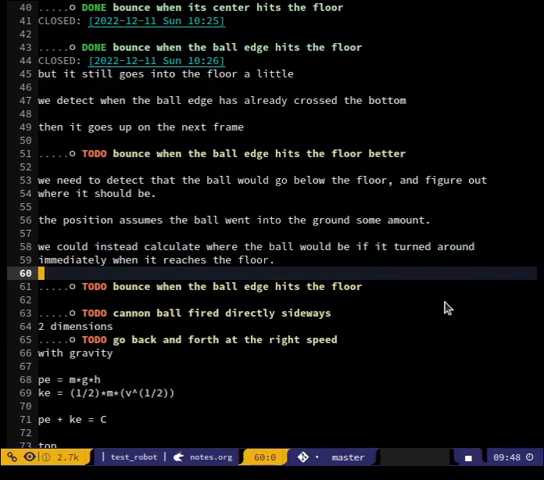 40 .....o DONE bounce when its center hits the floor
41 CLOSED: [2022-12-11 Sun 10:25]
42
43 .....o DONE bounce when the ball edge hits the floor
44 CLOSED: [2022-12-11 Sun 10:26]
45 but it still goes into the floor a little
46
47 we detect when the ball edge has already crossed the bottom
48
49 then it goes up on the next frame
50
51 .....o TODO bounce when the ball edge hits the floor better
52
53 we need to detect that the ball would go below the floor, and figure out
54 where it should be.
55
56 the position assumes the ball went into the ground some amount.
57
58 we could instead calculate where the ball would be if it turned around
59 immediately when it reaches the floor.
60
61 .....o TODO bounce when the ball edge hits the floor
62
63 .....o TODO cannon ball fired directly sideways
64 2 dimensions
65 .....o TODO go back and forth at the right speed
66 with gravity
67
68 pe = m*g*h
69 ke = (1/2)*m*(v^(1/2))
70
71 pe + ke = C
72
73 top
2.7k | test_robot notes.org 60:0 master 09:48